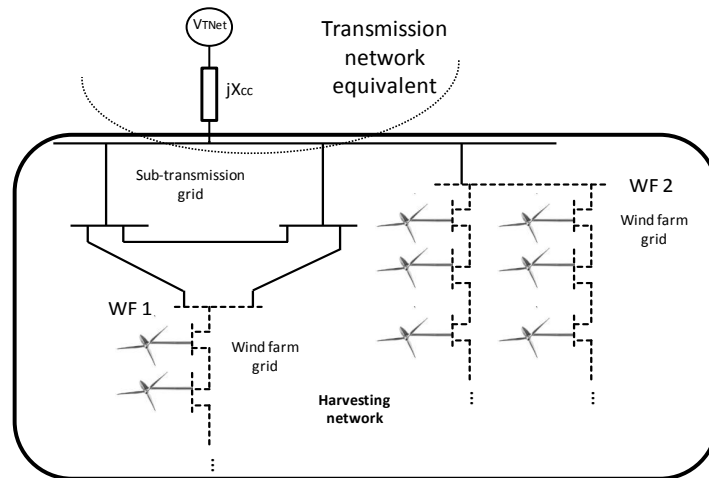 VTNet
Transmission
network
equivalent
jXcc
Sub-transmission
grid
WF 2
Wind farm
grid
WF 1
Wind farm
grid
Harvesting
network
...
...
...